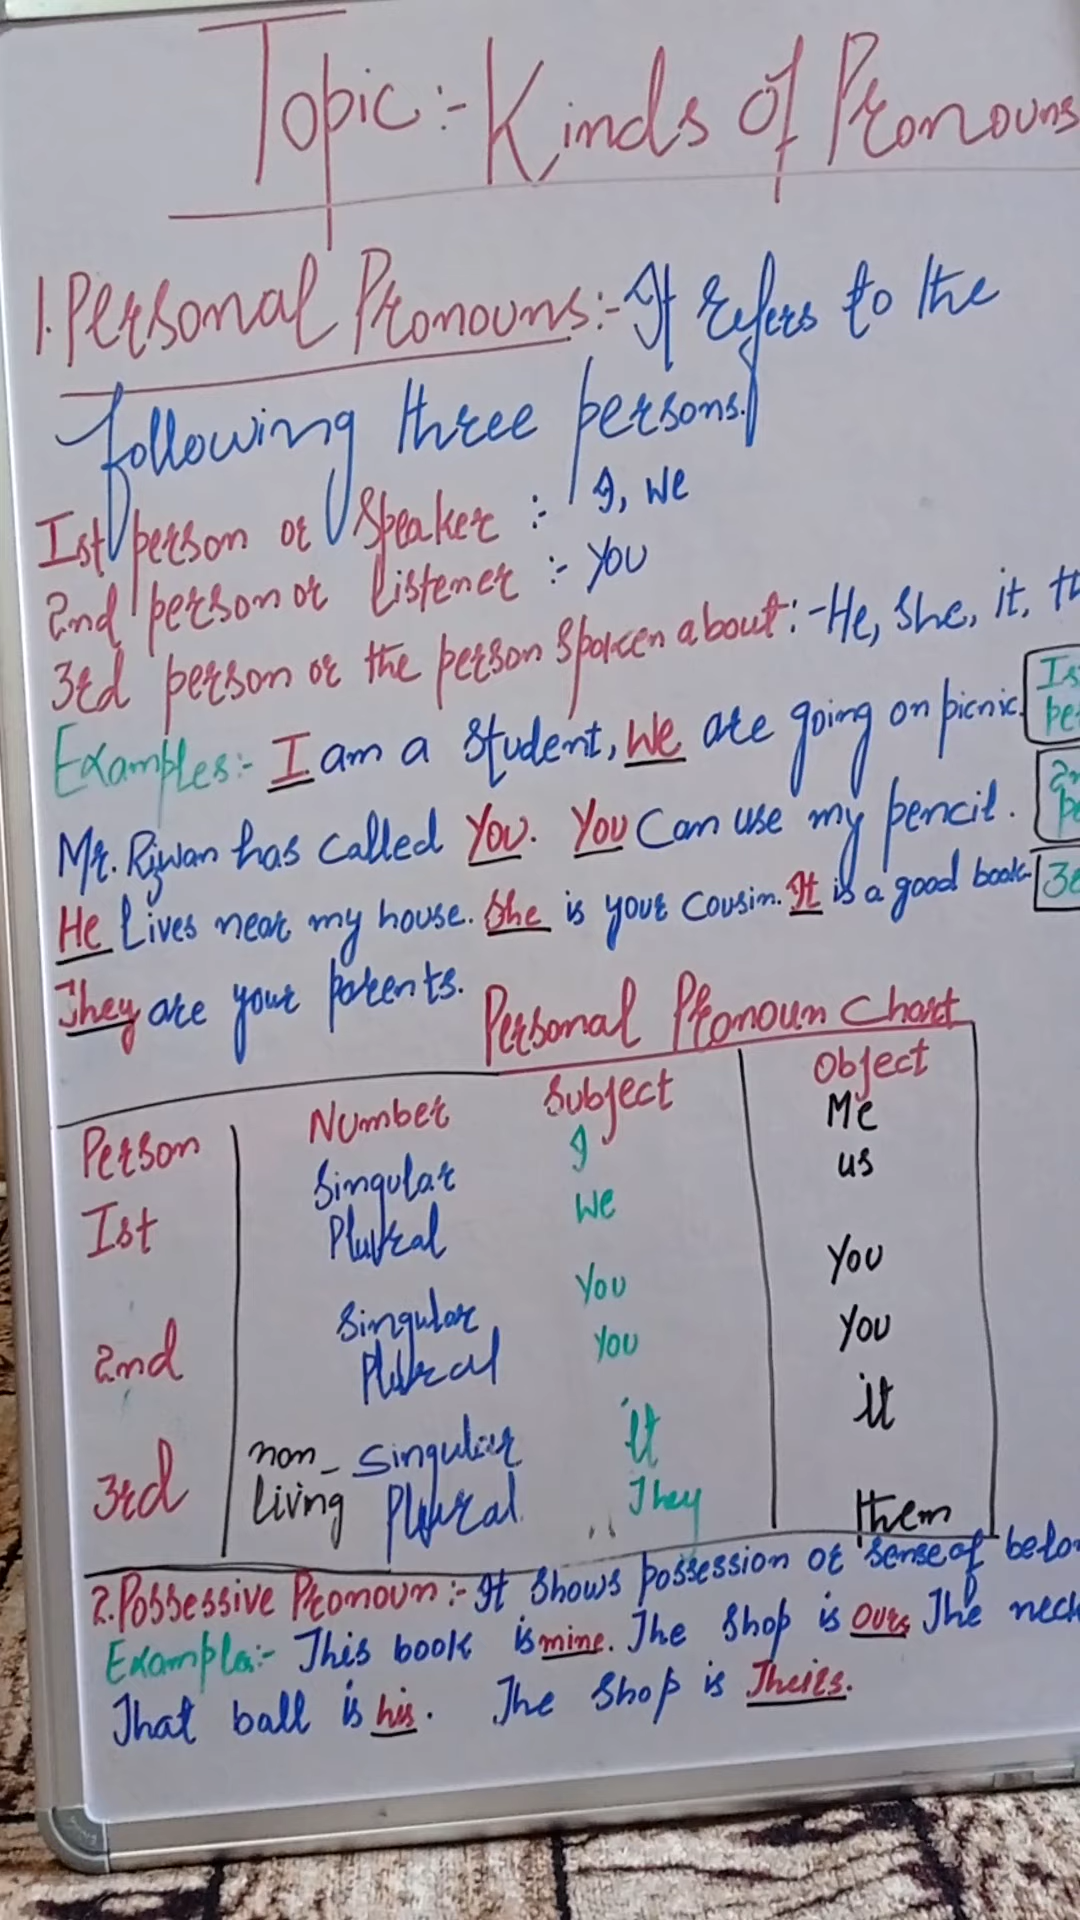 Topic:- Kinds of Pronouns
1. Personal Pronouns:- It refers to the
following three persons.
Ist person or Speaker :- I, We
2nd person or listener :- You
3rd person or the person spoken about:- He, She, it,
Examples:- I am a student, We are going on picnic.
Mr. Rizwan has called You. You Can use my pencil.
He lives near my house. She is your cousin. It is a good book.
They are your parents.
Personal Pronoun Chart
Person Number Subject Object
Ist Singular I Me
Plural We us
2nd Singular You You
Plural You You
3rd non-living Singular it it
Plural They them
2. Possessive Pronoun:- It shows possession or sense of
Example:- This book is mine. The Shop is Ours The
That ball is his. The Shop is Theirs.